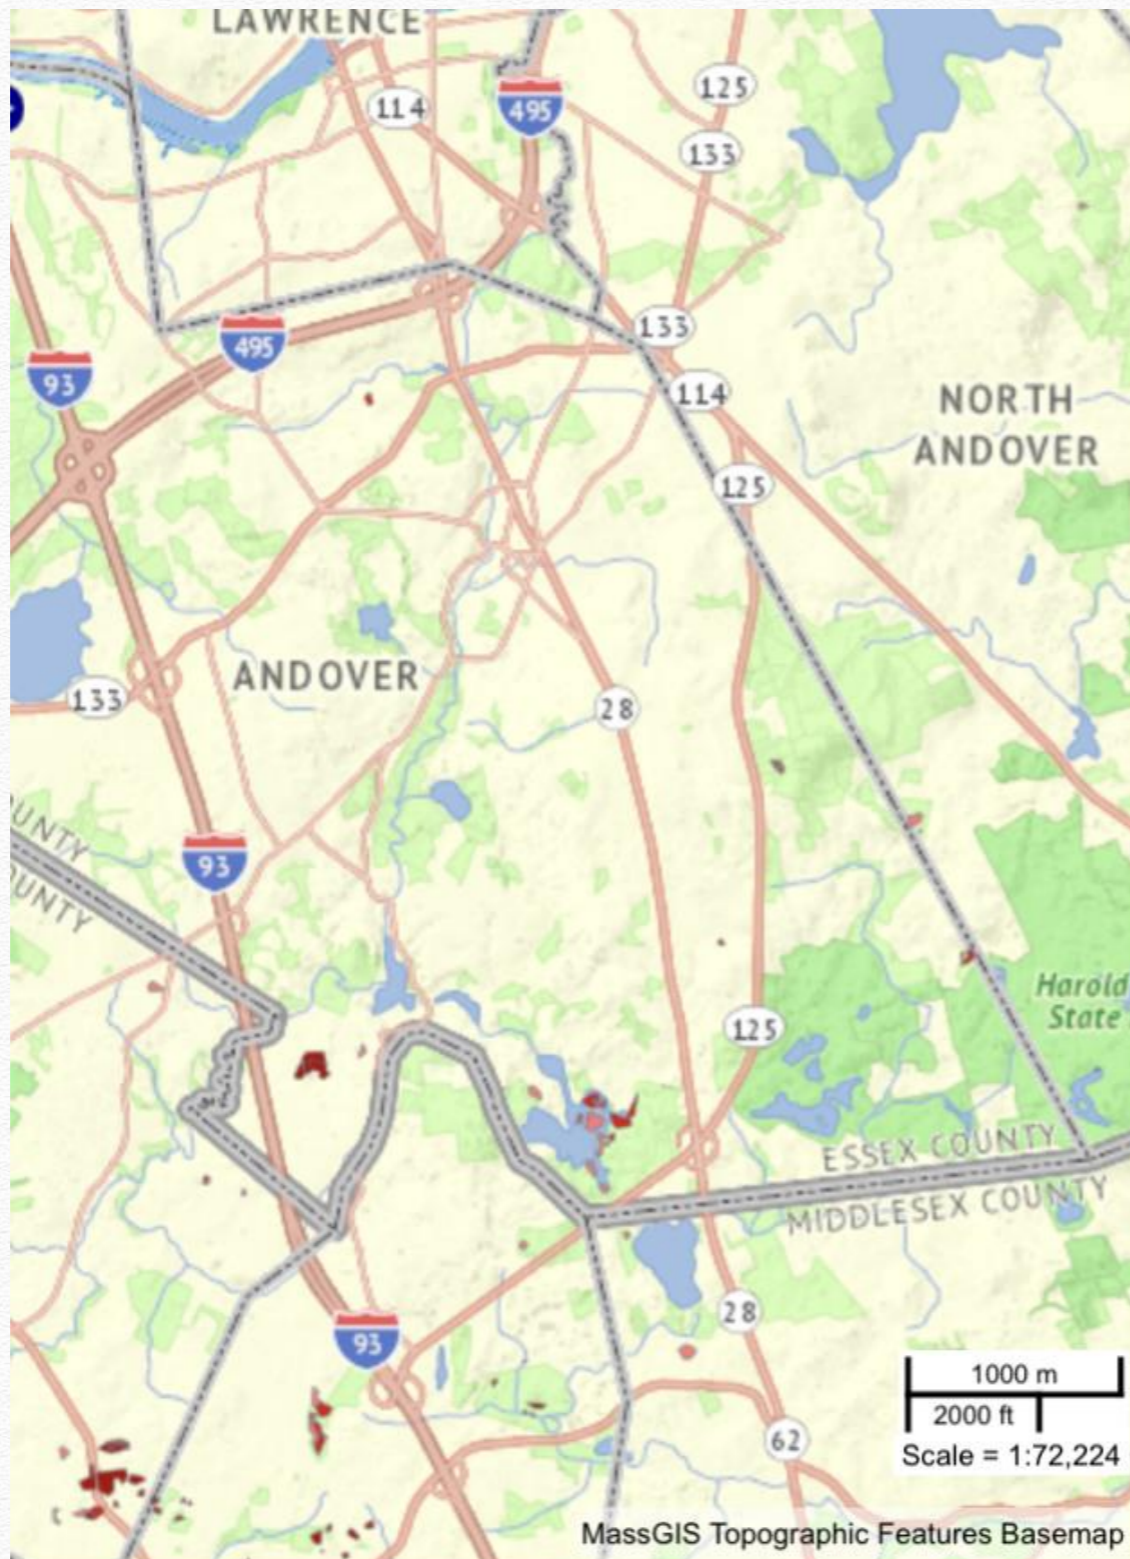 LAWRENCE
114
495
125
133
495
93
133
114
NORTH
ANDOVER
125
133
ANDOVER
28
93
UNTY
OUNTY
Harold
State
125
ESSEX COUNTY
MIDDLESEX COUNTY
28
93
62
1000 m
2000 ft
Scale = 1:72,224
MassGIS Topographic Features Basemap